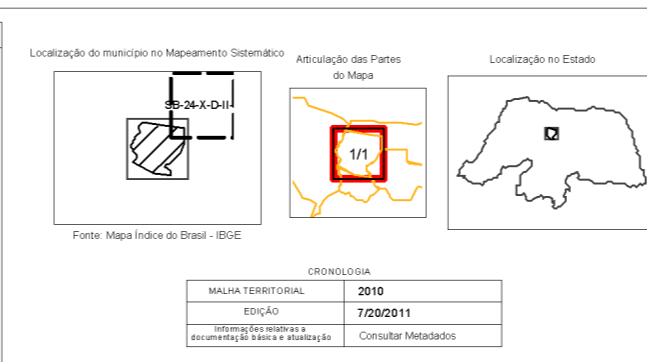 Localização do município no Mapeamento Sistemático
SB-24-X-D-II
Fonte: Mapa Índice do Brasil - IBGE
Articulação das Partes
do Mapa
1/1
Localização no Estado
CRONOLOGIA
MALHA TERRITORIAL 2010
EDIÇÃO 7/20/2011
Informações relativas a
documentação básica e atualização Consultar Metadados